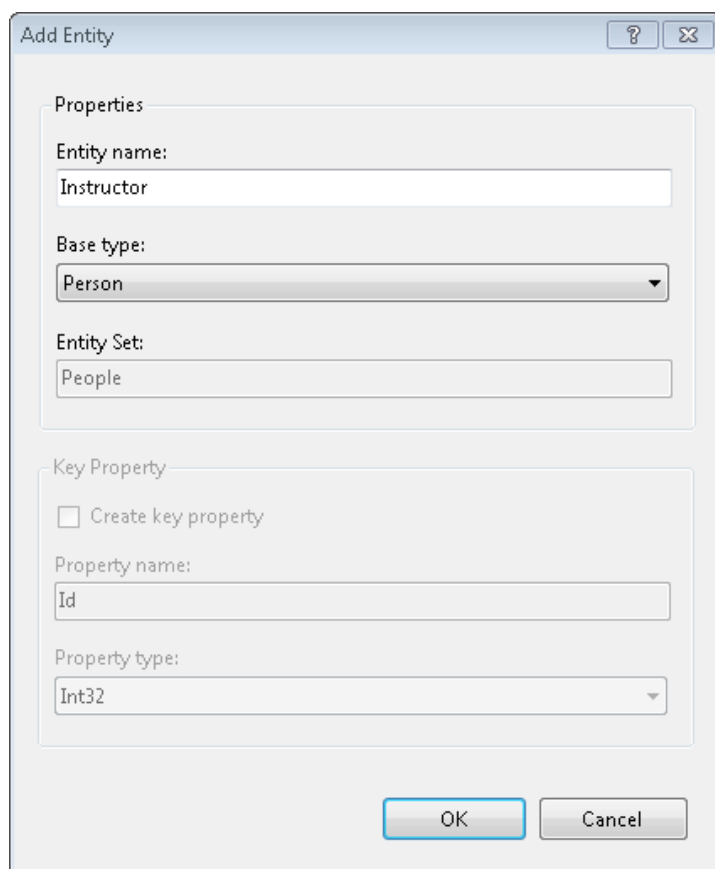 Add Entity
Properties
Entity name:
Instructor
Base type:
Person
Entity Set:
People
Key Property
Create key property
Property name:
Id
Property type:
Int32
OK Cancel